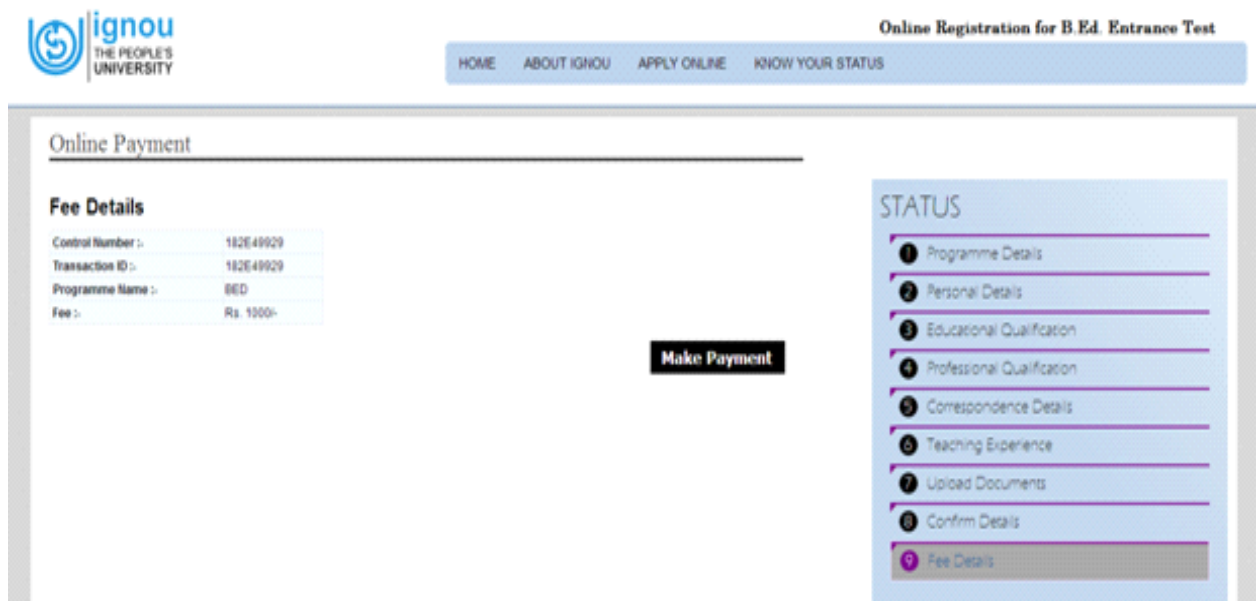 ignou
THE PEOPLE'S
UNIVERSITY
Online Registration for B.Ed. Entrance Test
HOME ABOUT IGNOU APPLY ONLINE KNOW YOUR STATUS
Online Payment
Fee Details
Control Number :- 182E49929
Transaction ID :- 182E49929
Programme Name :- BED
Fee :- Rs. 1000/-
Make Payment
STATUS
1 Programme Details
2 Personal Details
3 Educational Qualification
4 Professional Qualification
5 Correspondence Details
6 Teaching Experience
7 Upload Documents
8 Confirm Details
9 Fee Details